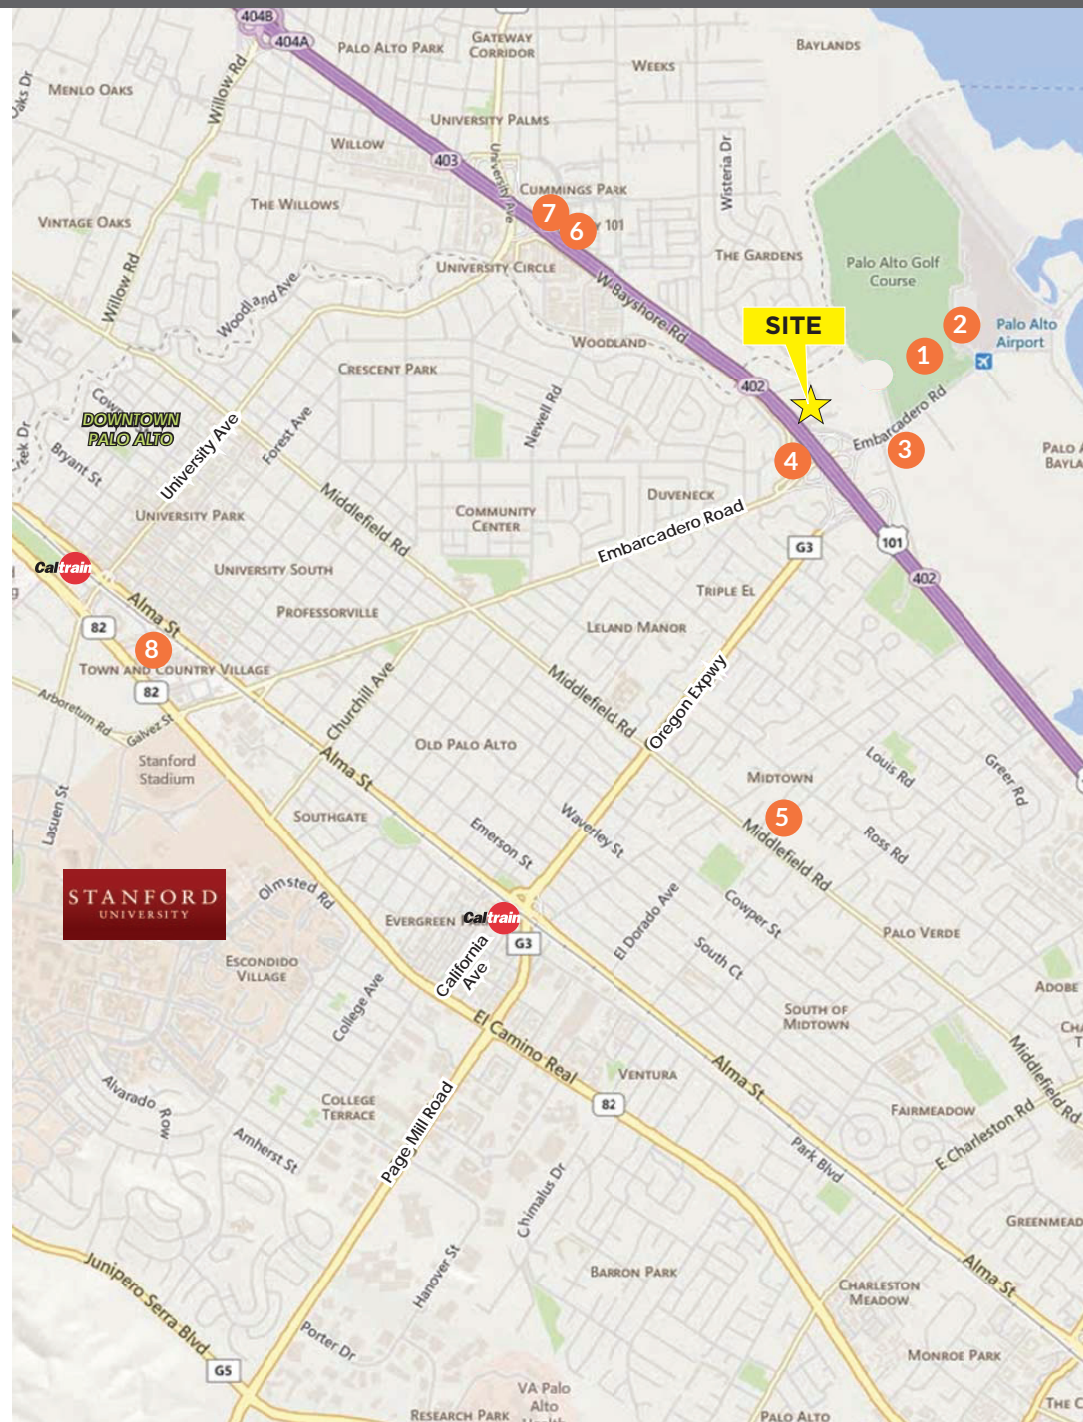 404B
404A
PALO ALTO PARK
GATEWAY
CORRIDOR
BAYLANDS
WEEKS
MENLO OAKS
Willow Rd
UNIVERSITY PALMS
WILLOW
403
University Ave
Wisteria Dr
CUMMINGS PARK
THE WILLOWS
7
6
101
VINTAGE OAKS
THE GARDENS
Palo Alto Golf
Course
UNIVERSITY CIRCLE
Willow Rd
Woodland Ave
W Bayshore Rd
SITE
2
Palo Alto
Airport
WOODLAND
1
CRESCENT PARK
402
DOWNTOWN
PALO ALTO
University Ave
Forest Ave
Newell Rd
Embarcadero Rd
3
4
Bryant St
Middlefield Rd
DUVENECK
UNIVERSITY PARK
COMMUNITY
CENTER
Embarcadero Road
G3
101
Caltrain
UNIVERSITY SOUTH
402
TRIPLE EL
Alma St
PROFESSORVILLE
LELAND MANOR
82
8
TOWN AND COUNTRY VILLAGE
82
Arboretum Rd
Galvez St
Churchill Ave
Middlefield Rd
Oregon Expwy
Stanford
Stadium
OLD PALO ALTO
Alma St
Louis Rd
Greer Rd
MIDTOWN
Lasuen St
SOUTHGATE
5
Emerson St
Waverley St
Middlefield Rd
Ross Rd
STANFORD
UNIVERSITY
Olmsted Rd
EVERGREEN
Caltrain
El Dorado Ave
Cowper St
PALO VERDE
California
Ave
G3
South Ct
ESCONDIDO
VILLAGE
College Ave
ADOBE
SOUTH OF
MIDTOWN
El Camino Real
Alma St
Middlefield Rd
VENTURA
82
COLLEGE
TERRACE
Page Mill Road
FAIRMEADOW
E Charleston Rd
Alvarado Row
Amherst St
Park Blvd
Chimalus Dr
GREENMEAD
Junipero Serra Blvd
Hanover St
BARRON PARK
CHARLESTON
MEADOW
Alma St
Porter Dr
MONROE PARK
G5
VA Palo
Alto
RESEARCH PARK
PALO ALTO
THE C